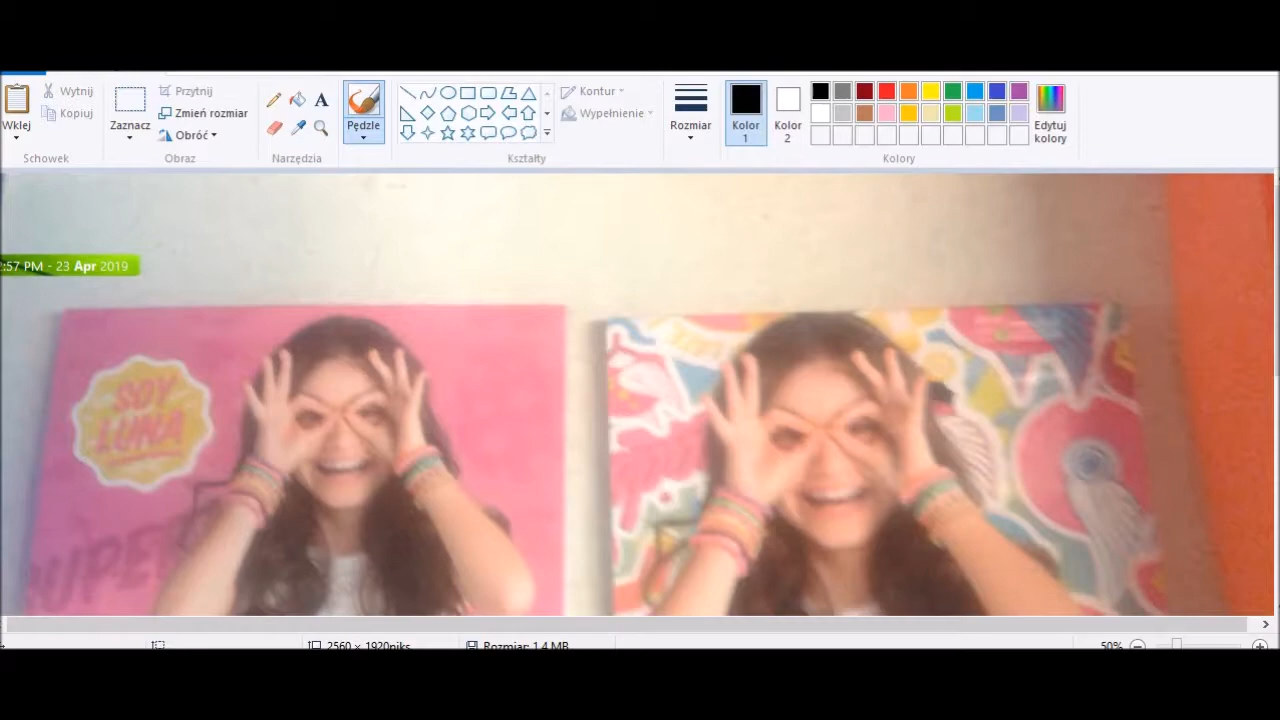 Wklej
Wytnij
Kopiuj
Schowek
Zaznacz
Przytnij
Zmień rozmiar
Obróć
Obraz
A
Narzędzia
Pędzle
Kształty
Kontur
Wypełnienie
Rozmiar
Kolor
1
Kolor
2
Edytuj
kolory
Kolory
:57 PM - 23 Apr 2019
SOY
LUNA
SUPER
2560 × 1920piks.
Rozmiar: 1,4 MB
50%